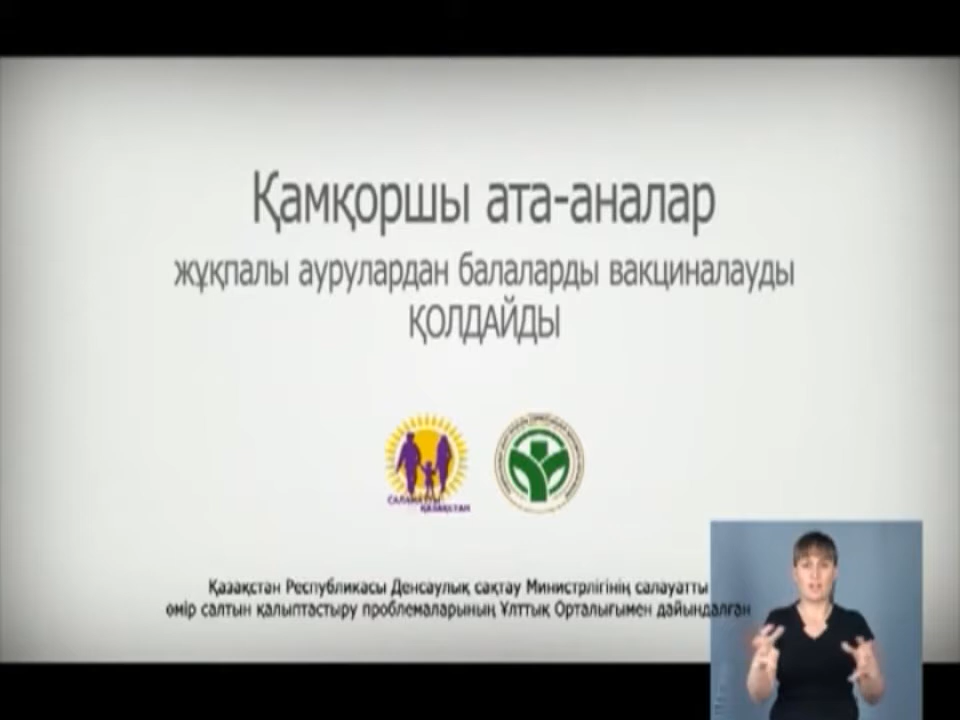 Қамқоршы ата-аналар
жұқпалы аурулардан балаларды вакциналауды
ҚОЛДАЙДЫ
САЛАМАТТЫ
ҚАЗАҚСТАН
Қазақстан Республикасы Денсаулық сақтау Министрлігінің салауатты
өмір салтын қалыптастыру проблемаларының Ұлттық Орталығымен дайындалған